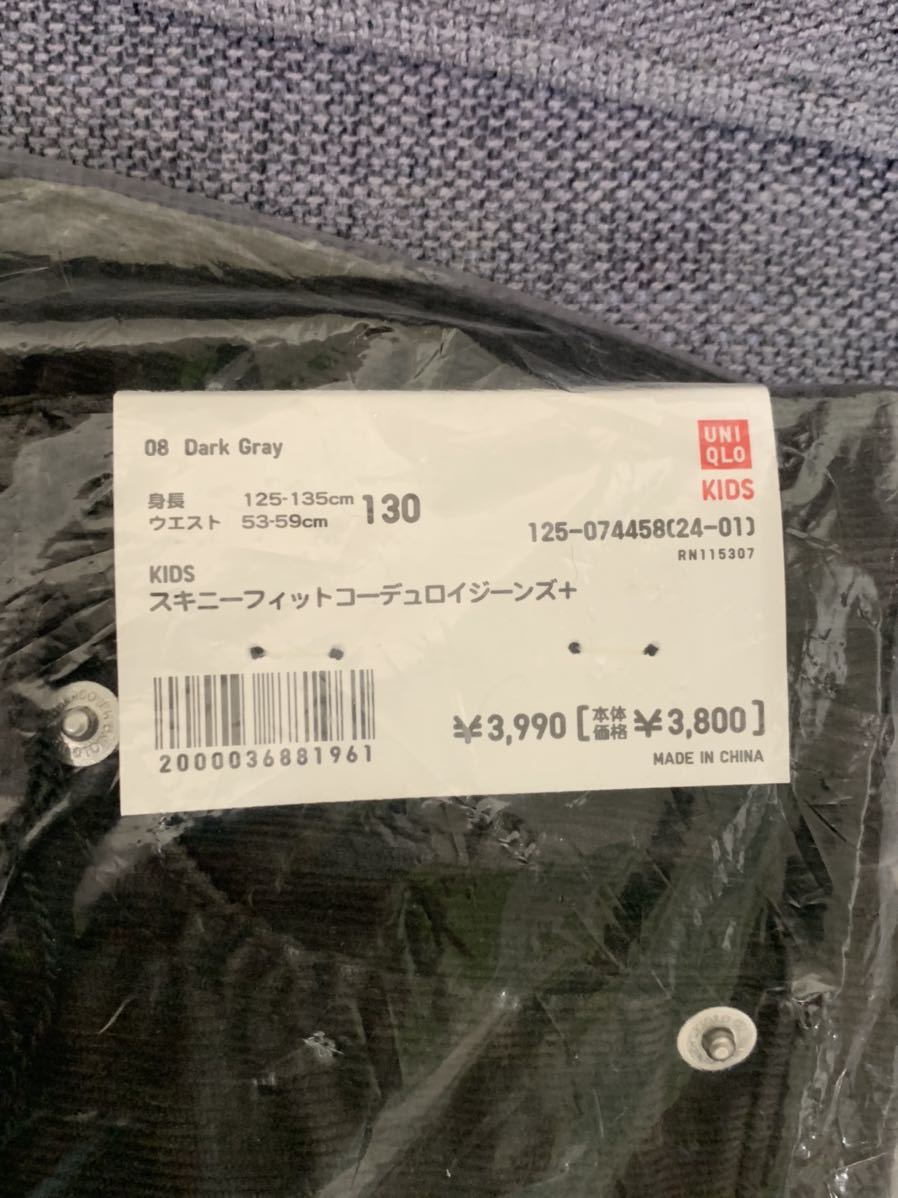 08 Dark Gray
UNI
QLO
KIDS
身長 125-135cm 130
ウエスト 53-59cm
125-074458(24-01)
RN115307
KIDS
スキニーフィットコーデュロイジーンズ+
2000036881961
¥3,990 [本体価格 ¥3,800]
MADE IN CHINA